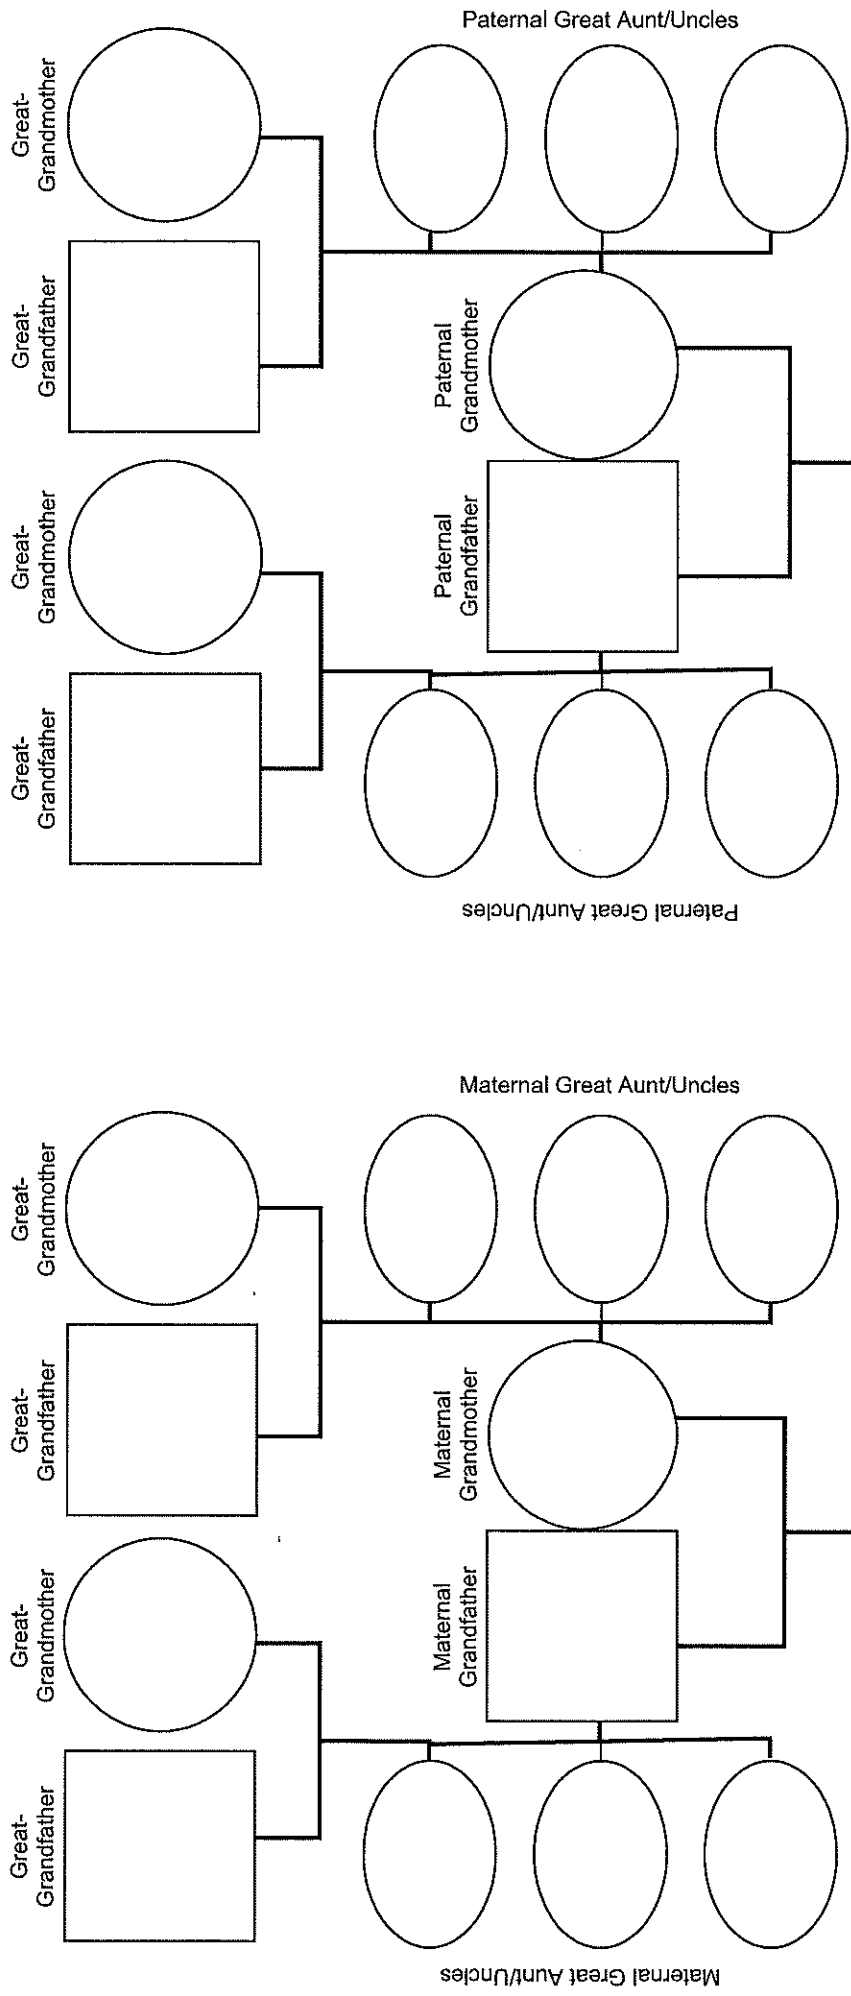 Great-
Grandfather
Great-
Grandmother
Great-
Grandfather
Great-
Grandmother
Great-
Grandfather
Great-
Grandmother
Great-
Grandfather
Great-
Grandmother
Maternal Great Aunt/Uncles
Maternal
Grandfather
Maternal
Grandmother
Maternal Great Aunt/Uncles
Paternal Great Aunt/Uncles
Paternal
Grandfather
Paternal
Grandmother
Paternal Great Aunt/Uncles